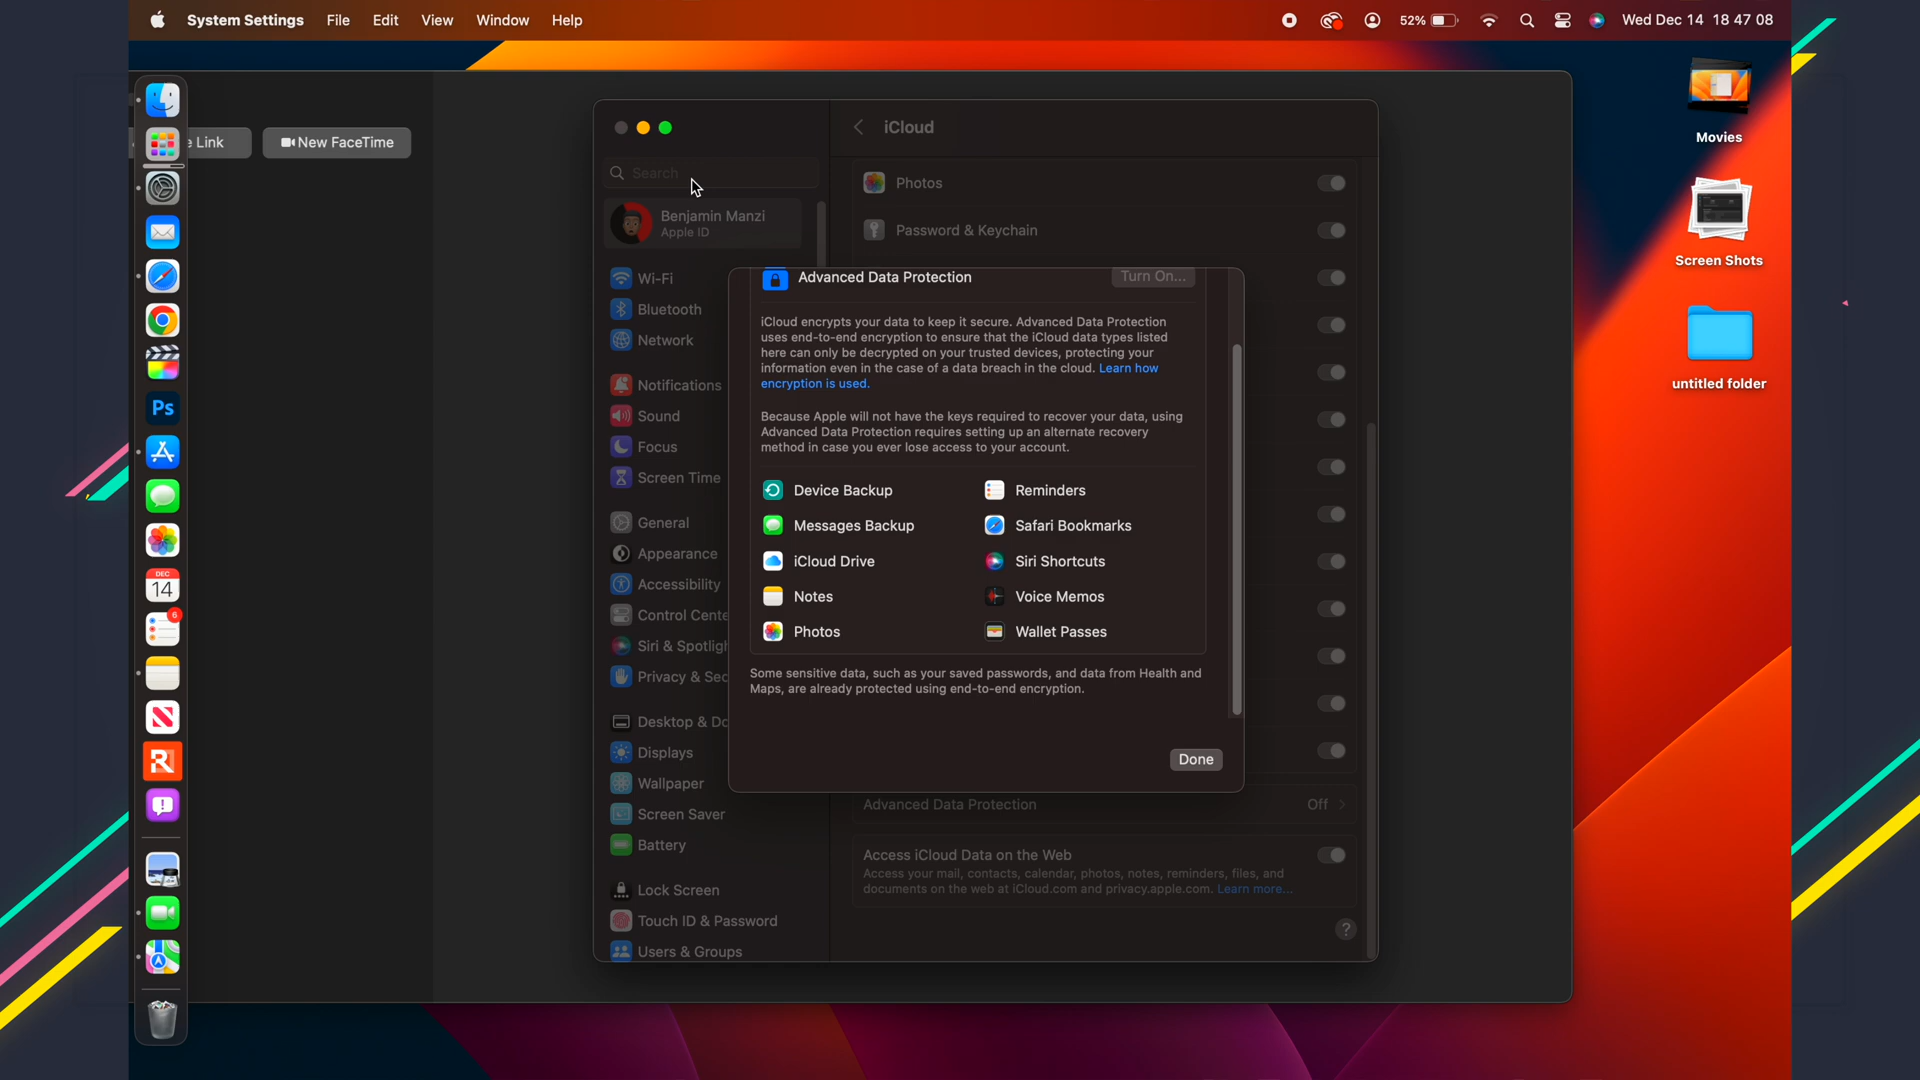 System Settings File Edit View Window Help
52%
Wed Dec 14 18 47 08
e Link
New FaceTime
Search
Benjamin Manzi
Apple ID
Wi-Fi
Bluetooth
Network
Notifications
Sound
Focus
Screen Time
General
Appearance
Accessibility
Control Cente
Siri & Spotligh
Privacy & Sec
Desktop & Do
Displays
Wallpaper
Screen Saver
Battery
Lock Screen
Touch ID & Password
Users & Groups
iCloud
Photos
Password & Keychain
Advanced Data Protection
Turn On...
iCloud encrypts your data to keep it secure. Advanced Data Protection
uses end-to-end encryption to ensure that the iCloud data types listed
here can only be decrypted on your trusted devices, protecting your
information even in the case of a data breach in the cloud. Learn how
encryption is used.
Because Apple will not have the keys required to recover your data, using
Advanced Data Protection requires setting up an alternate recovery
method in case you ever lose access to your account.
Device Backup
Reminders
Messages Backup
Safari Bookmarks
iCloud Drive
Siri Shortcuts
Notes
Voice Memos
Photos
Wallet Passes
Some sensitive data, such as your saved passwords, and data from Health and
Maps, are already protected using end-to-end encryption.
Done
Advanced Data Protection
Off
Access iCloud Data on the Web
Access your mail, contacts, calendar, photos, notes, reminders, files, and
documents on the web at iCloud.com and privacy.apple.com. Learn more...
?
Movies
Screen Shots
untitled folder
Ps
DEC
14
6